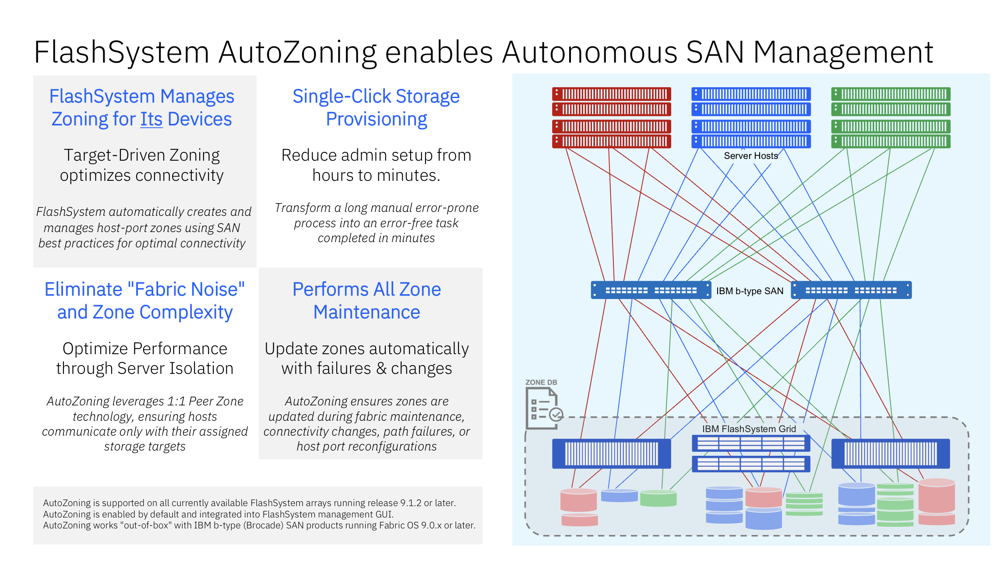 FlashSystem AutoZoning enables Autonomous SAN Management
FlashSystem Manages
Zoning for Its Devices
Target-Driven Zoning
optimizes connectivity
FlashSystem automatically creates and
manages host-port zones using SAN
best practices for optimal connectivity
Single-Click Storage
Provisioning
Reduce admin setup from
hours to minutes.
Transform a long manual error-prone
process into an error-free task
completed in minutes
Eliminate "Fabric Noise"
and Zone Complexity
Optimize Performance
through Server Isolation
AutoZoning leverages 1:1 Peer Zone
technology, ensuring hosts
communicate only with their assigned
storage targets
Performs All Zone
Maintenance
Update zones automatically
with failures & changes
AutoZoning ensures zones are
updated during fabric maintenance,
connectivity changes, path failures, or
host port reconfigurations
AutoZoning is supported on all currently available FlashSystem arrays running release 9.1.2 or later.
AutoZoning is enabled by default and integrated into FlashSystem management GUI.
AutoZoning works "out-of-box" with IBM b-type (Brocade) SAN products running Fabric OS 9.0.x or later.
Server Hosts
IBM b-type SAN
ZONE DB
IBM FlashSystem Grid